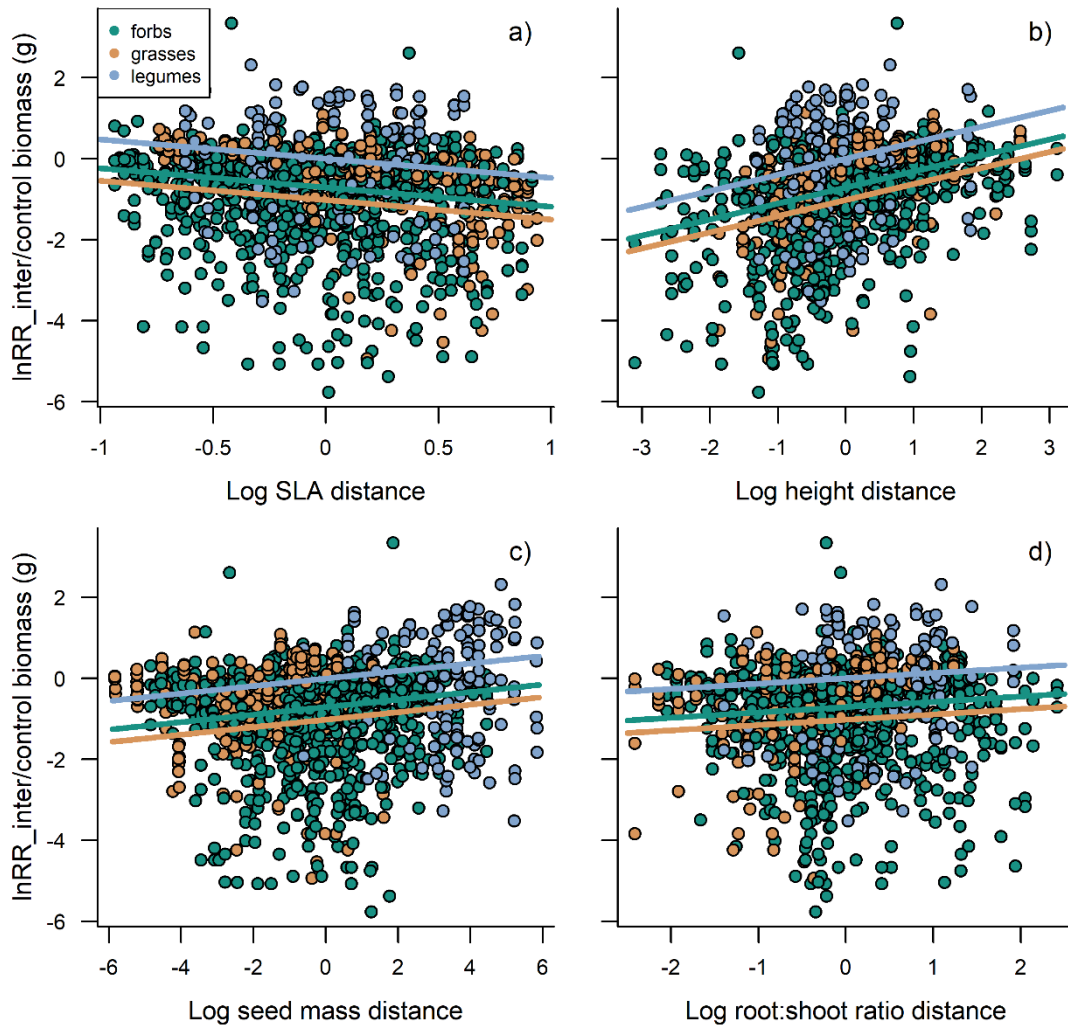 forbs
grasses
legumes
a)
lnRR_inter/control biomass (g)
2
0
-2
-4
-6
-1
-0.5
0
0.5
1
Log SLA distance
b)
-3
-2
-1
0
1
2
3
Log height distance
c)
lnRR_inter/control biomass (g)
2
0
-2
-4
-6
-6
-4
-2
0
2
4
6
Log seed mass distance
d)
-2
-1
0
1
2
Log root:shoot ratio distance